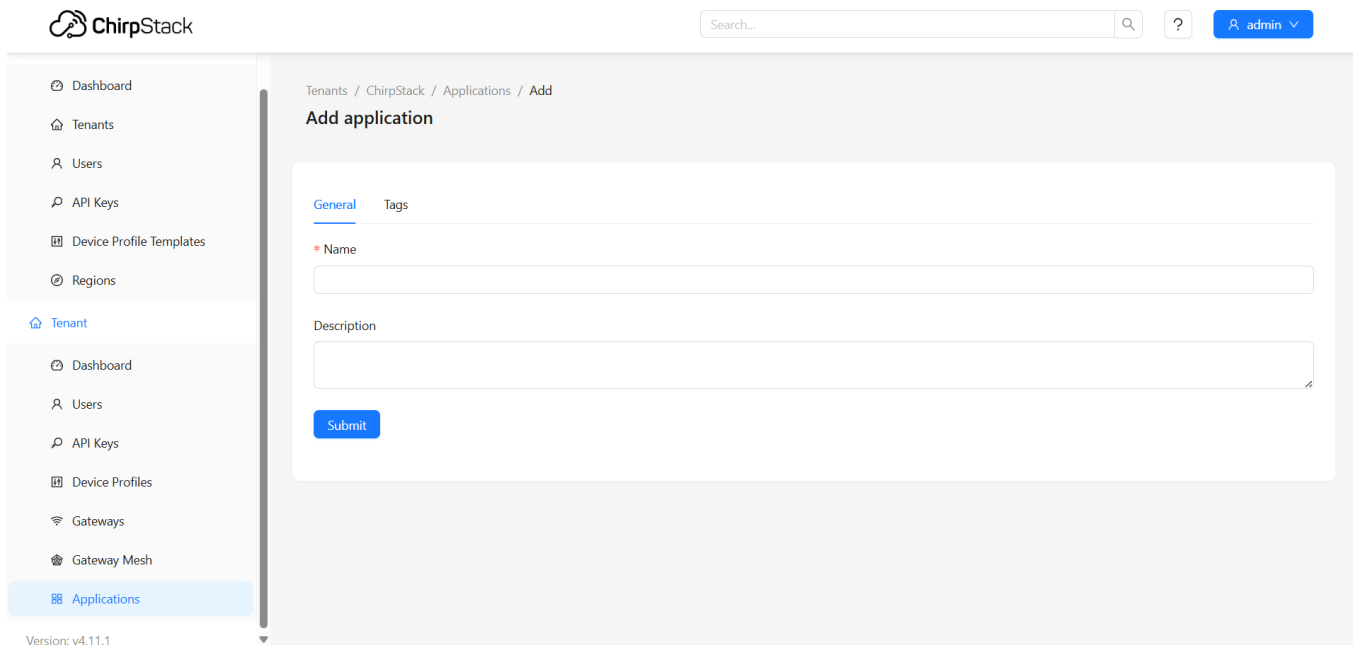 ChirpStack
Search...
?
admin
Dashboard
Tenants
Users
API Keys
Device Profile Templates
Regions
Tenant
Dashboard
Users
API Keys
Device Profiles
Gateways
Gateway Mesh
Applications
Version: v4.11.1
Tenants / ChirpStack / Applications / Add
Add application
General Tags
* Name
Description
Submit